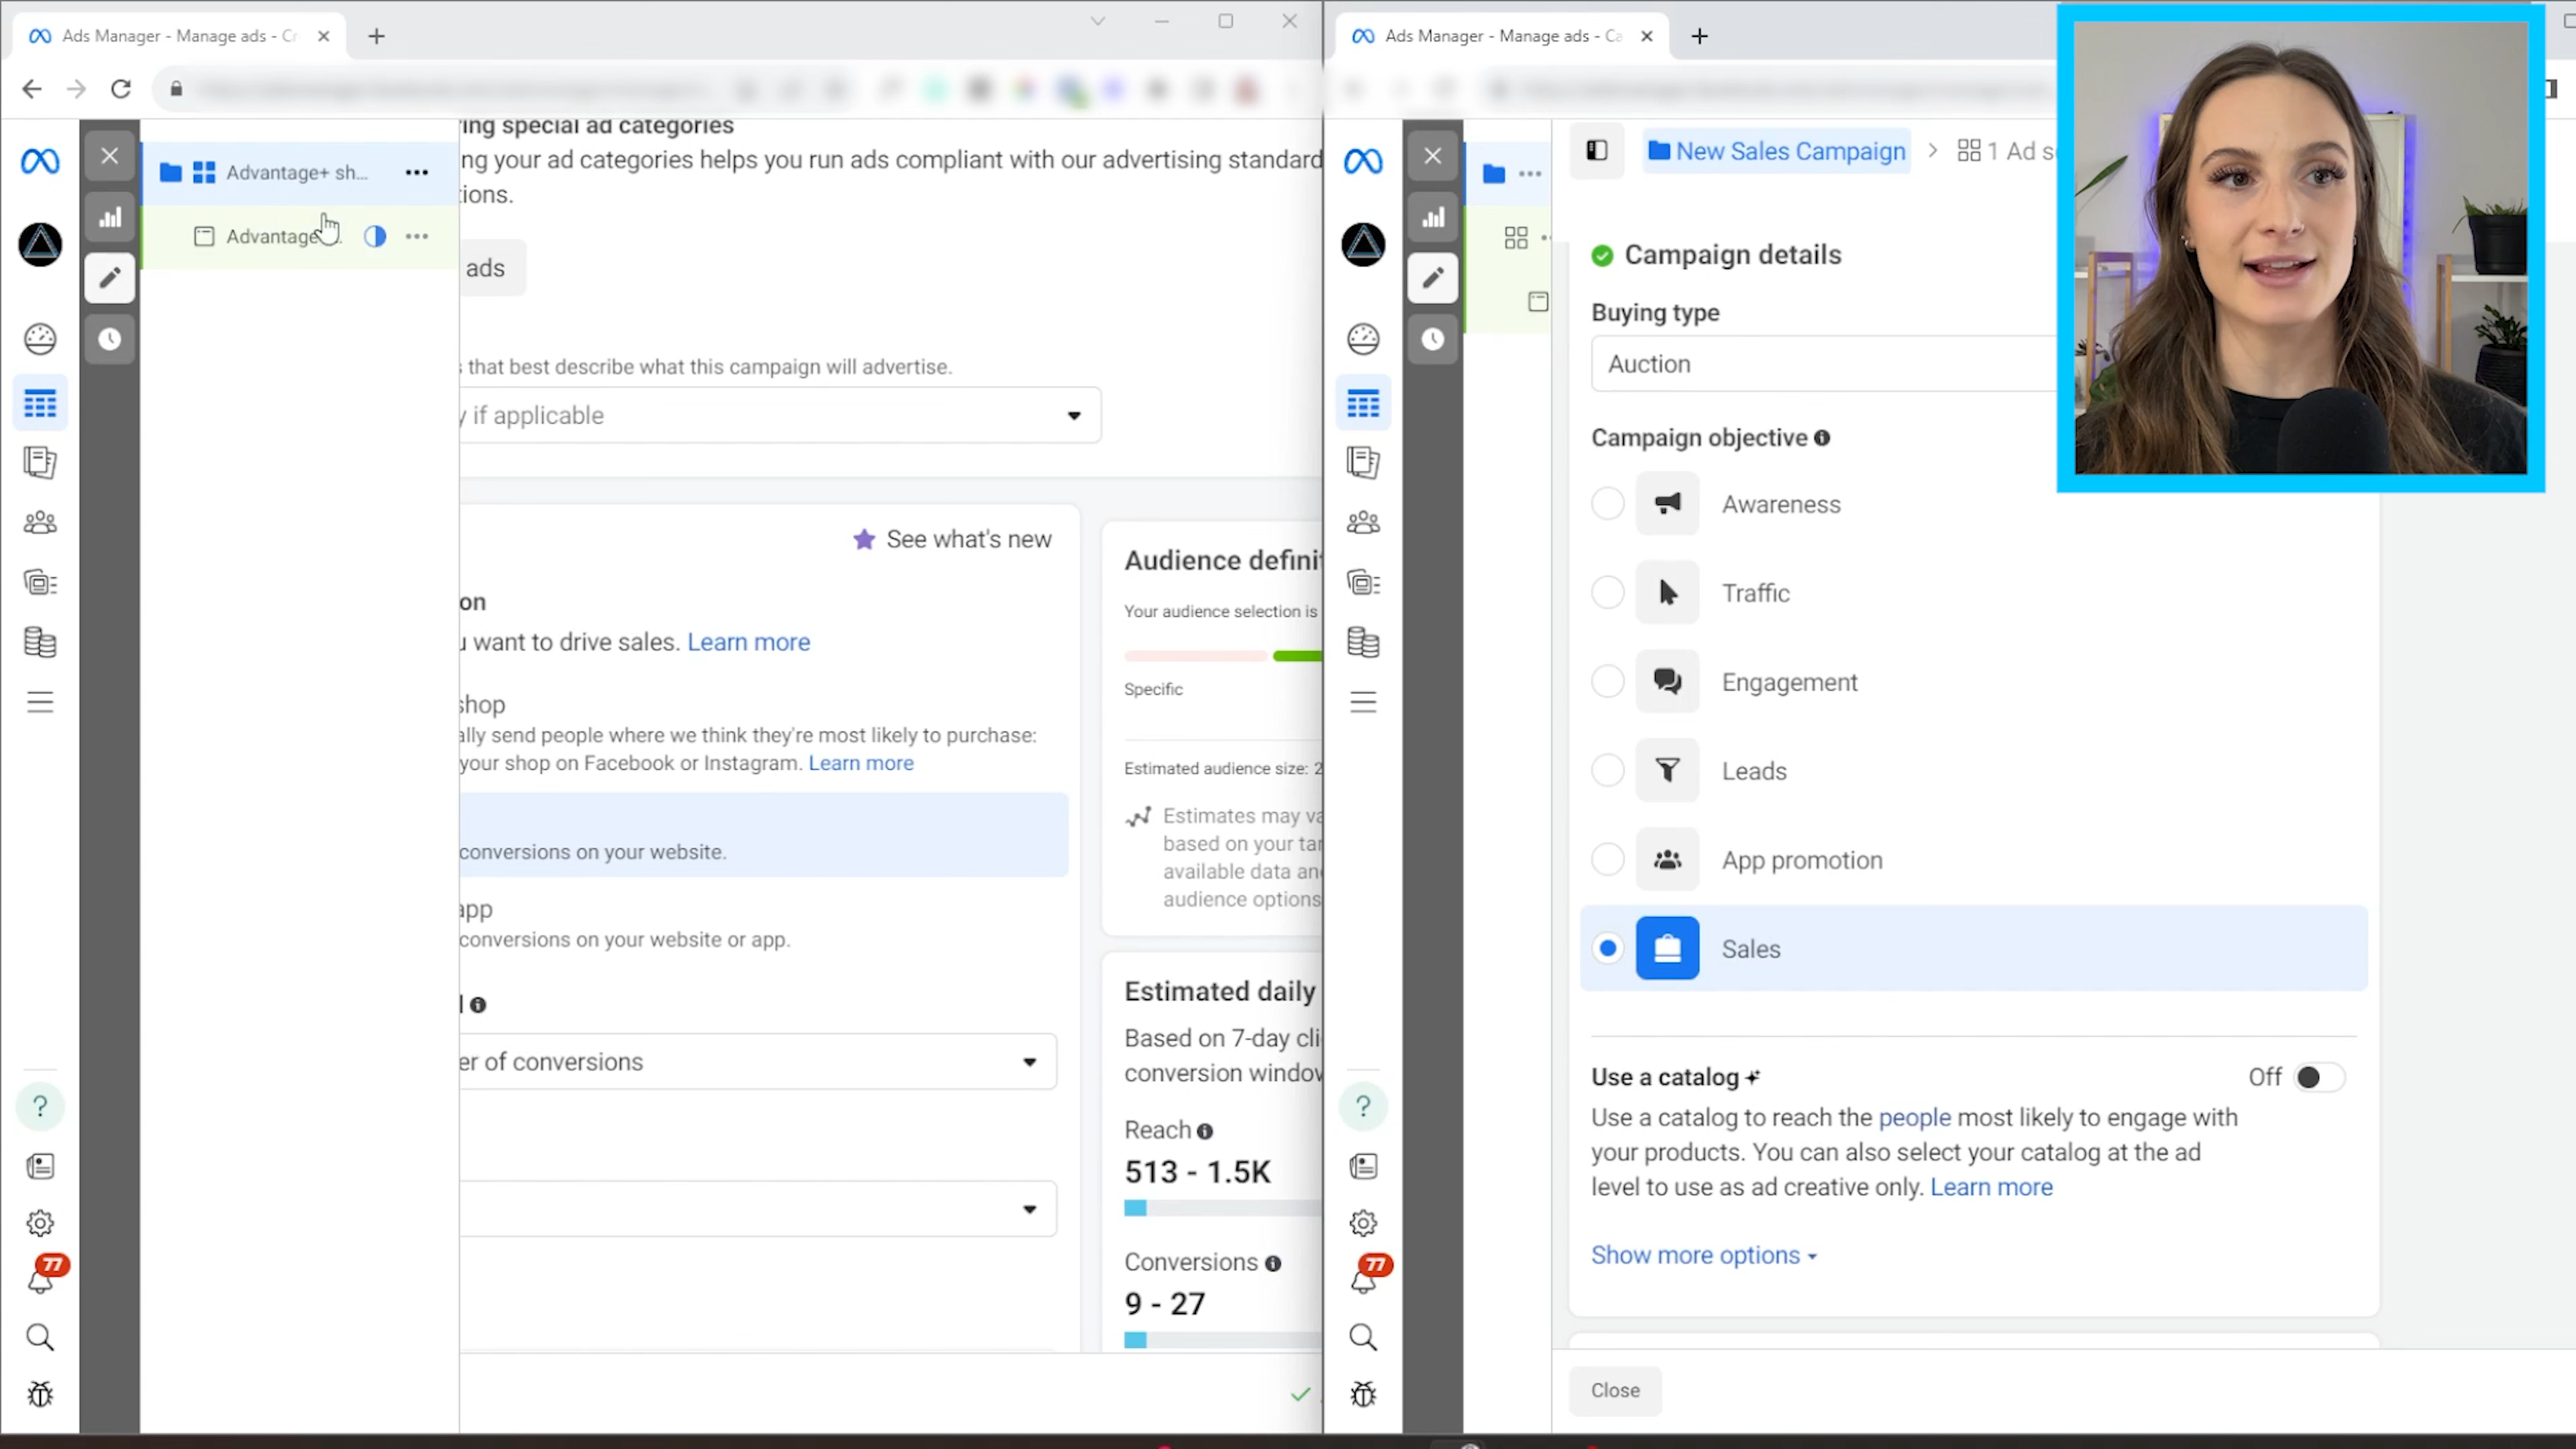 Ads Manager - Manage ads - Cr
Advantage+ sh...
Advantage
ring special ad categories
ng your ad categories helps you run ads compliant with our advertising standard
tions.
ads
s that best describe what this campaign will advertise.
y if applicable
See what's new
on
u want to drive sales. Learn more
shop
ally send people where we think they're most likely to purchase:
your shop on Facebook or Instagram. Learn more
conversions on your website.
app
conversions on your website or app.
er of conversions
Audience definit
Your audience selection is
Specific
Estimated audience size: 2
Estimates may va
based on your tar
available data an
audience options
Estimated daily
Based on 7-day cli
conversion window
Reach
513 - 1.5K
Conversions
9 - 27
?
77
Ads Manager - Manage ads - Ca
New Sales Campaign > 1 Ad s
Campaign details
Buying type
Auction
Campaign objective
Awareness
Traffic
Engagement
Leads
App promotion
Sales
Use a catalog
Off
Use a catalog to reach the people most likely to engage with
your products. You can also select your catalog at the ad
level to use as ad creative only. Learn more
Show more options
Close
?
77